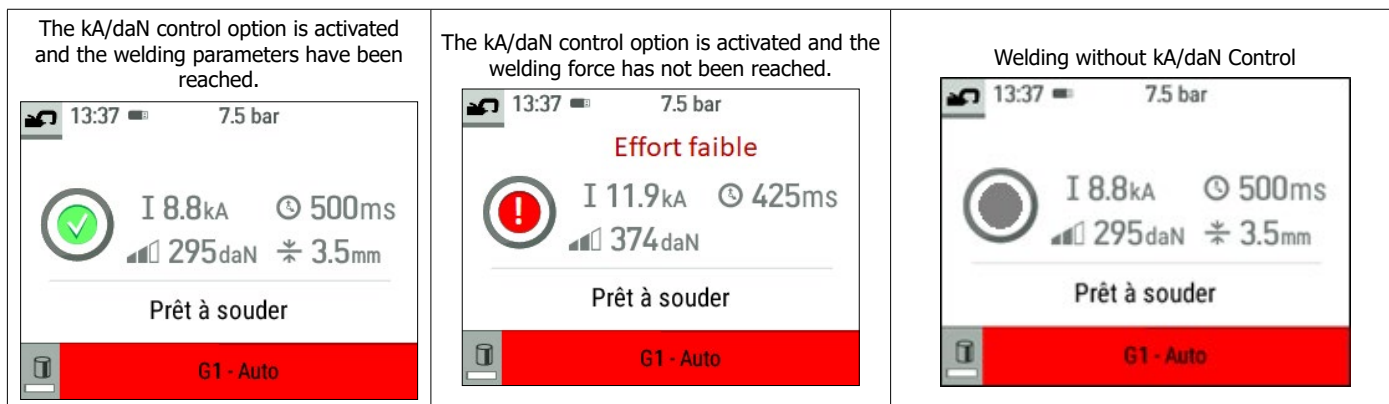 The kA/daN control option is activated
and the welding parameters have been
reached.
13:37 7.5 bar
I 8.8kA 500ms
295daN 3.5mm
Prêt à souder
G1 - Auto
The kA/daN control option is activated and the
welding force has not been reached.
13:37 7.5 bar
Effort faible
I 11.9kA 425ms
374daN
Prêt à souder
G1 - Auto
Welding without kA/daN Control
13:37 7.5 bar
I 8.8kA 500ms
295daN 3.5mm
Prêt à souder
G1 - Auto